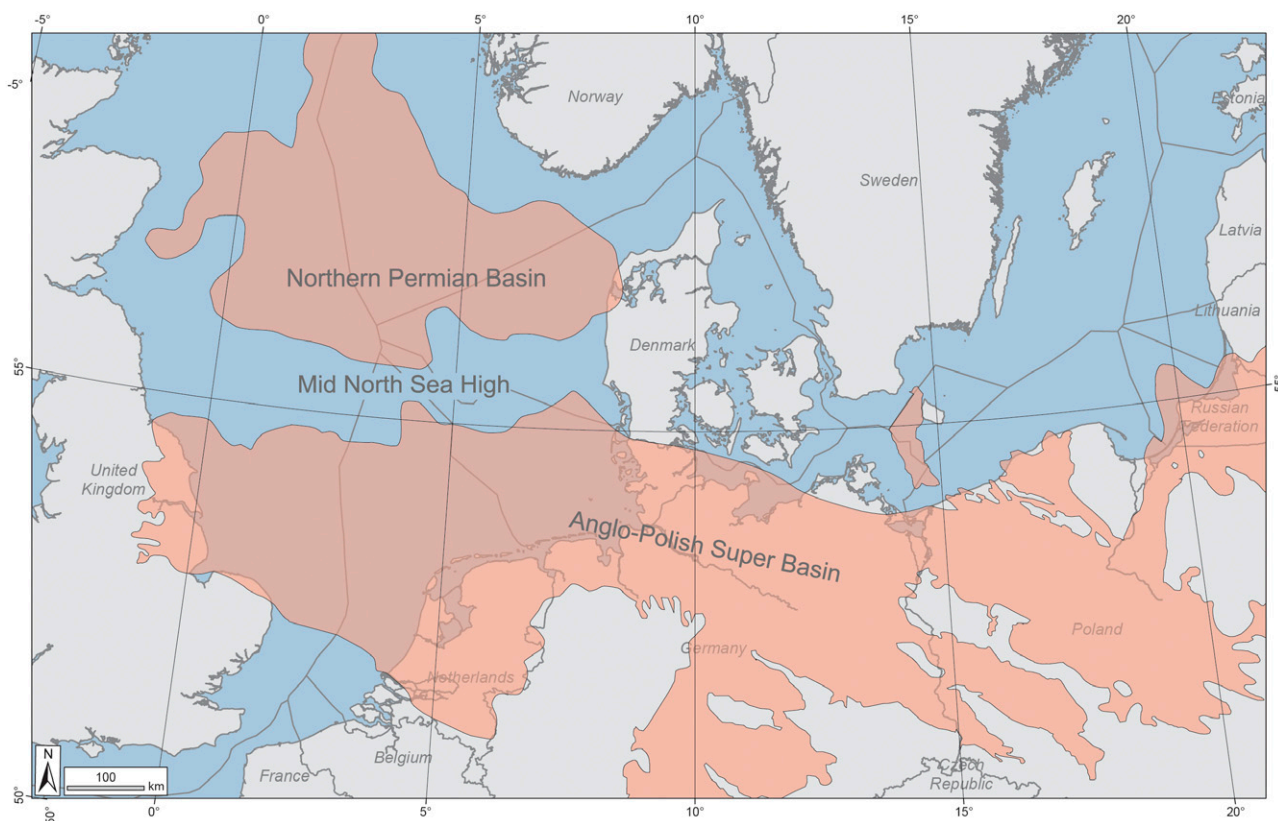 -5°
0°
5°
10°
15°
20°
-5°
Norway
Estonia
Sweden
Latvia
Northern Permian Basin
Lithuania
Denmark
55°
Mid North Sea High
55°
Russian
Federation
United
Kingdom
Anglo-Polish Super Basin
Poland
Germany
Netherlands
N
Belgium
Czech
Republic
France
100
km
50°
50°
0°
5°
10°
15°
20°